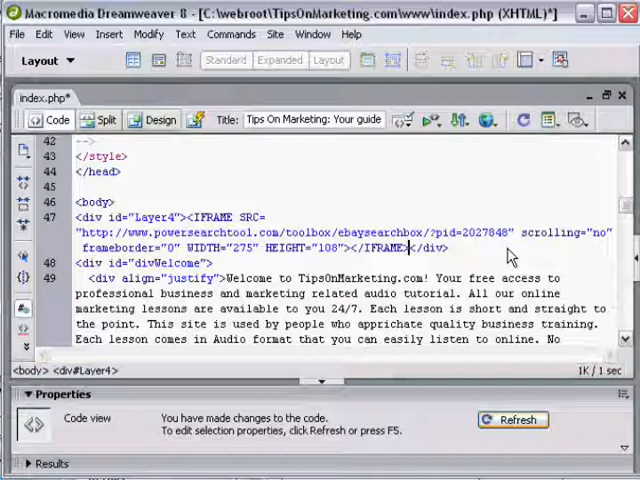 Macromedia Dreamweaver 8 - [C:\webroot\TipsOnMarketing.com\www\index.php (XHTML)*]
File Edit View Insert Modify Text Commands Site Window Help
Layout Standard Expanded Layout
index.php*
Code Split Design Title: Tips On Marketing: Your guide
42 -->
43 </style>
44 </head>
45
46 <body>
47 <div id="Layer4"><IFRAME SRC=
"http://www.powersearchtool.com/toolbox/ebaysearchbox/?pid=2027848" scrolling="no"
frameborder="0" WIDTH="275" HEIGHT="108"></IFRAME></div>
48 <div id="divWelcome">
49 <div align="justify">Welcome to TipsOnMarketing.com! Your free access to
professional business and marketing related audio tutorial. All our online
marketing lessons are available to you 24/7. Each lesson is short and straight to
the point. This site is used by people who apprichate quality business training.
Each lesson comes in Audio format that you can easily listen to online. No
<body> <div#Layer4> 1K / 1 sec
Properties
Code view You have made changes to the code.
To edit selection properties, click Refresh or press F5.
Refresh
Results